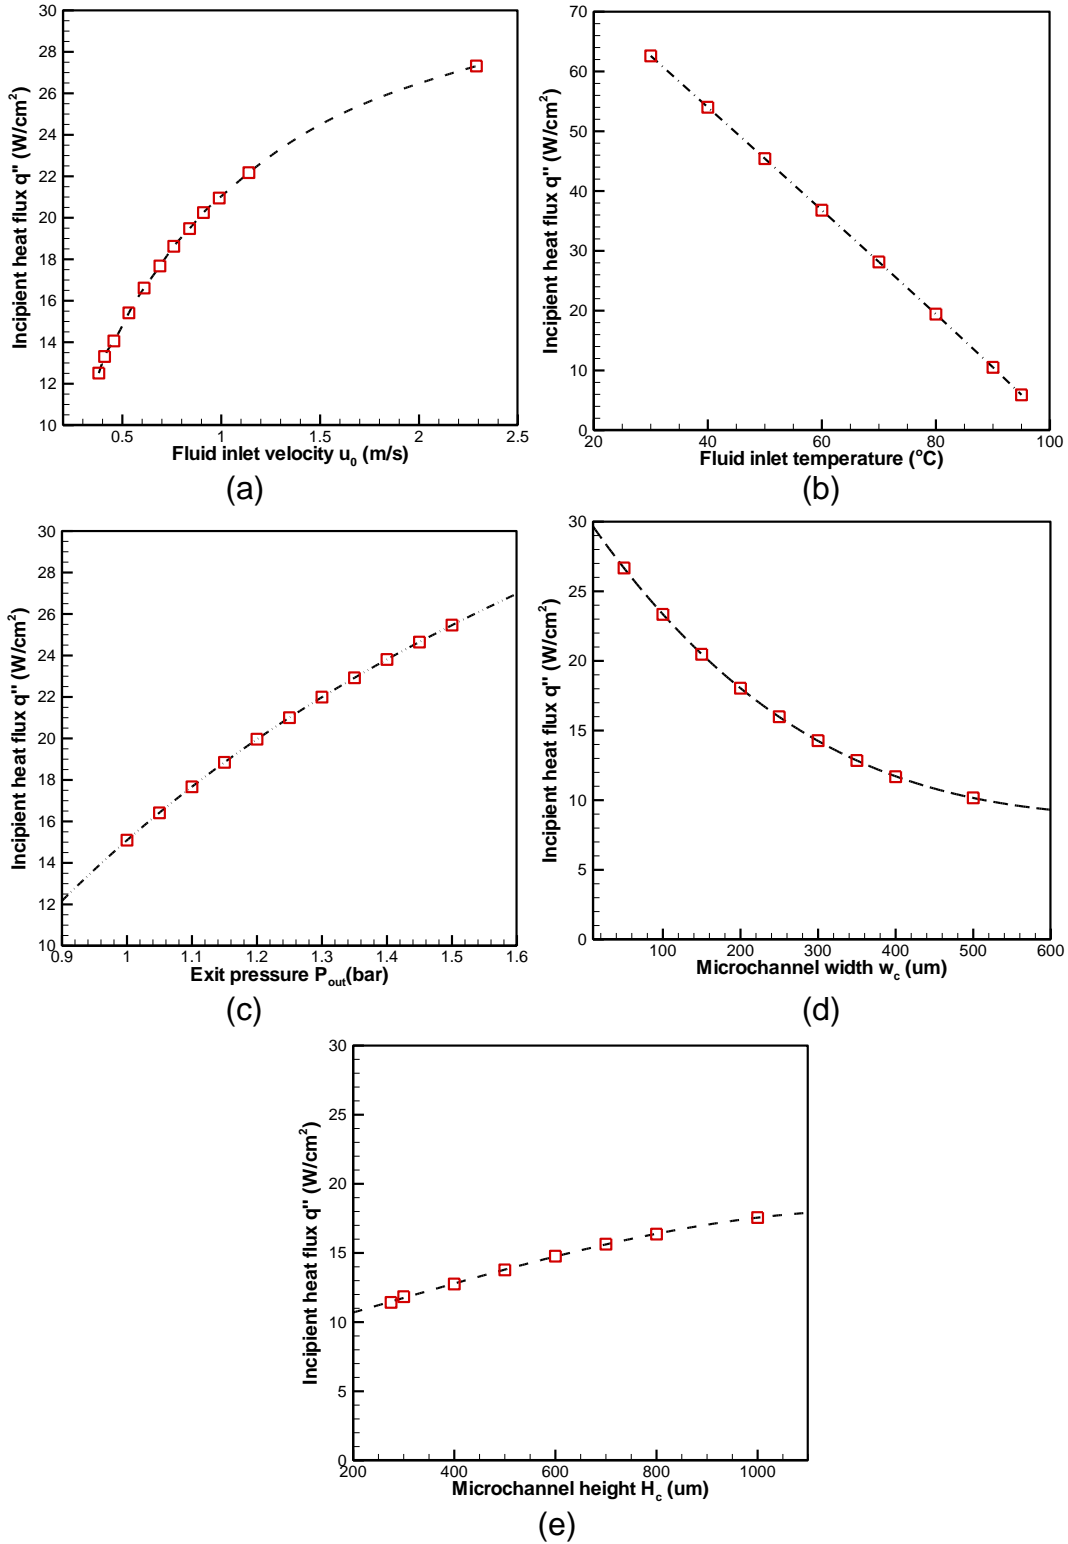 30
28
26
24
22
20
18
16
14
12
10
Incipient heat flux q" (W/cm²)
0.5 1 1.5 2 2.5
Fluid inlet velocity u₀ (m/s)
(a)
70
60
50
40
30
20
10
0
Incipient heat flux q" (W/cm²)
20 40 60 80 100
Fluid inlet temperature (°C)
(b)
30
28
26
24
22
20
18
16
14
12
10
Incipient heat flux q" (W/cm²)
0.9 1 1.1 1.2 1.3 1.4 1.5 1.6
Exit pressure Pout(bar)
(c)
30
25
20
15
10
5
0
Incipient heat flux q" (W/cm²)
100 200 300 400 500 600
Microchannel width wc (um)
(d)
30
25
20
15
10
5
0
Incipient heat flux q" (W/cm²)
200 400 600 800 1000
Microchannel height Hc (um)
(e)